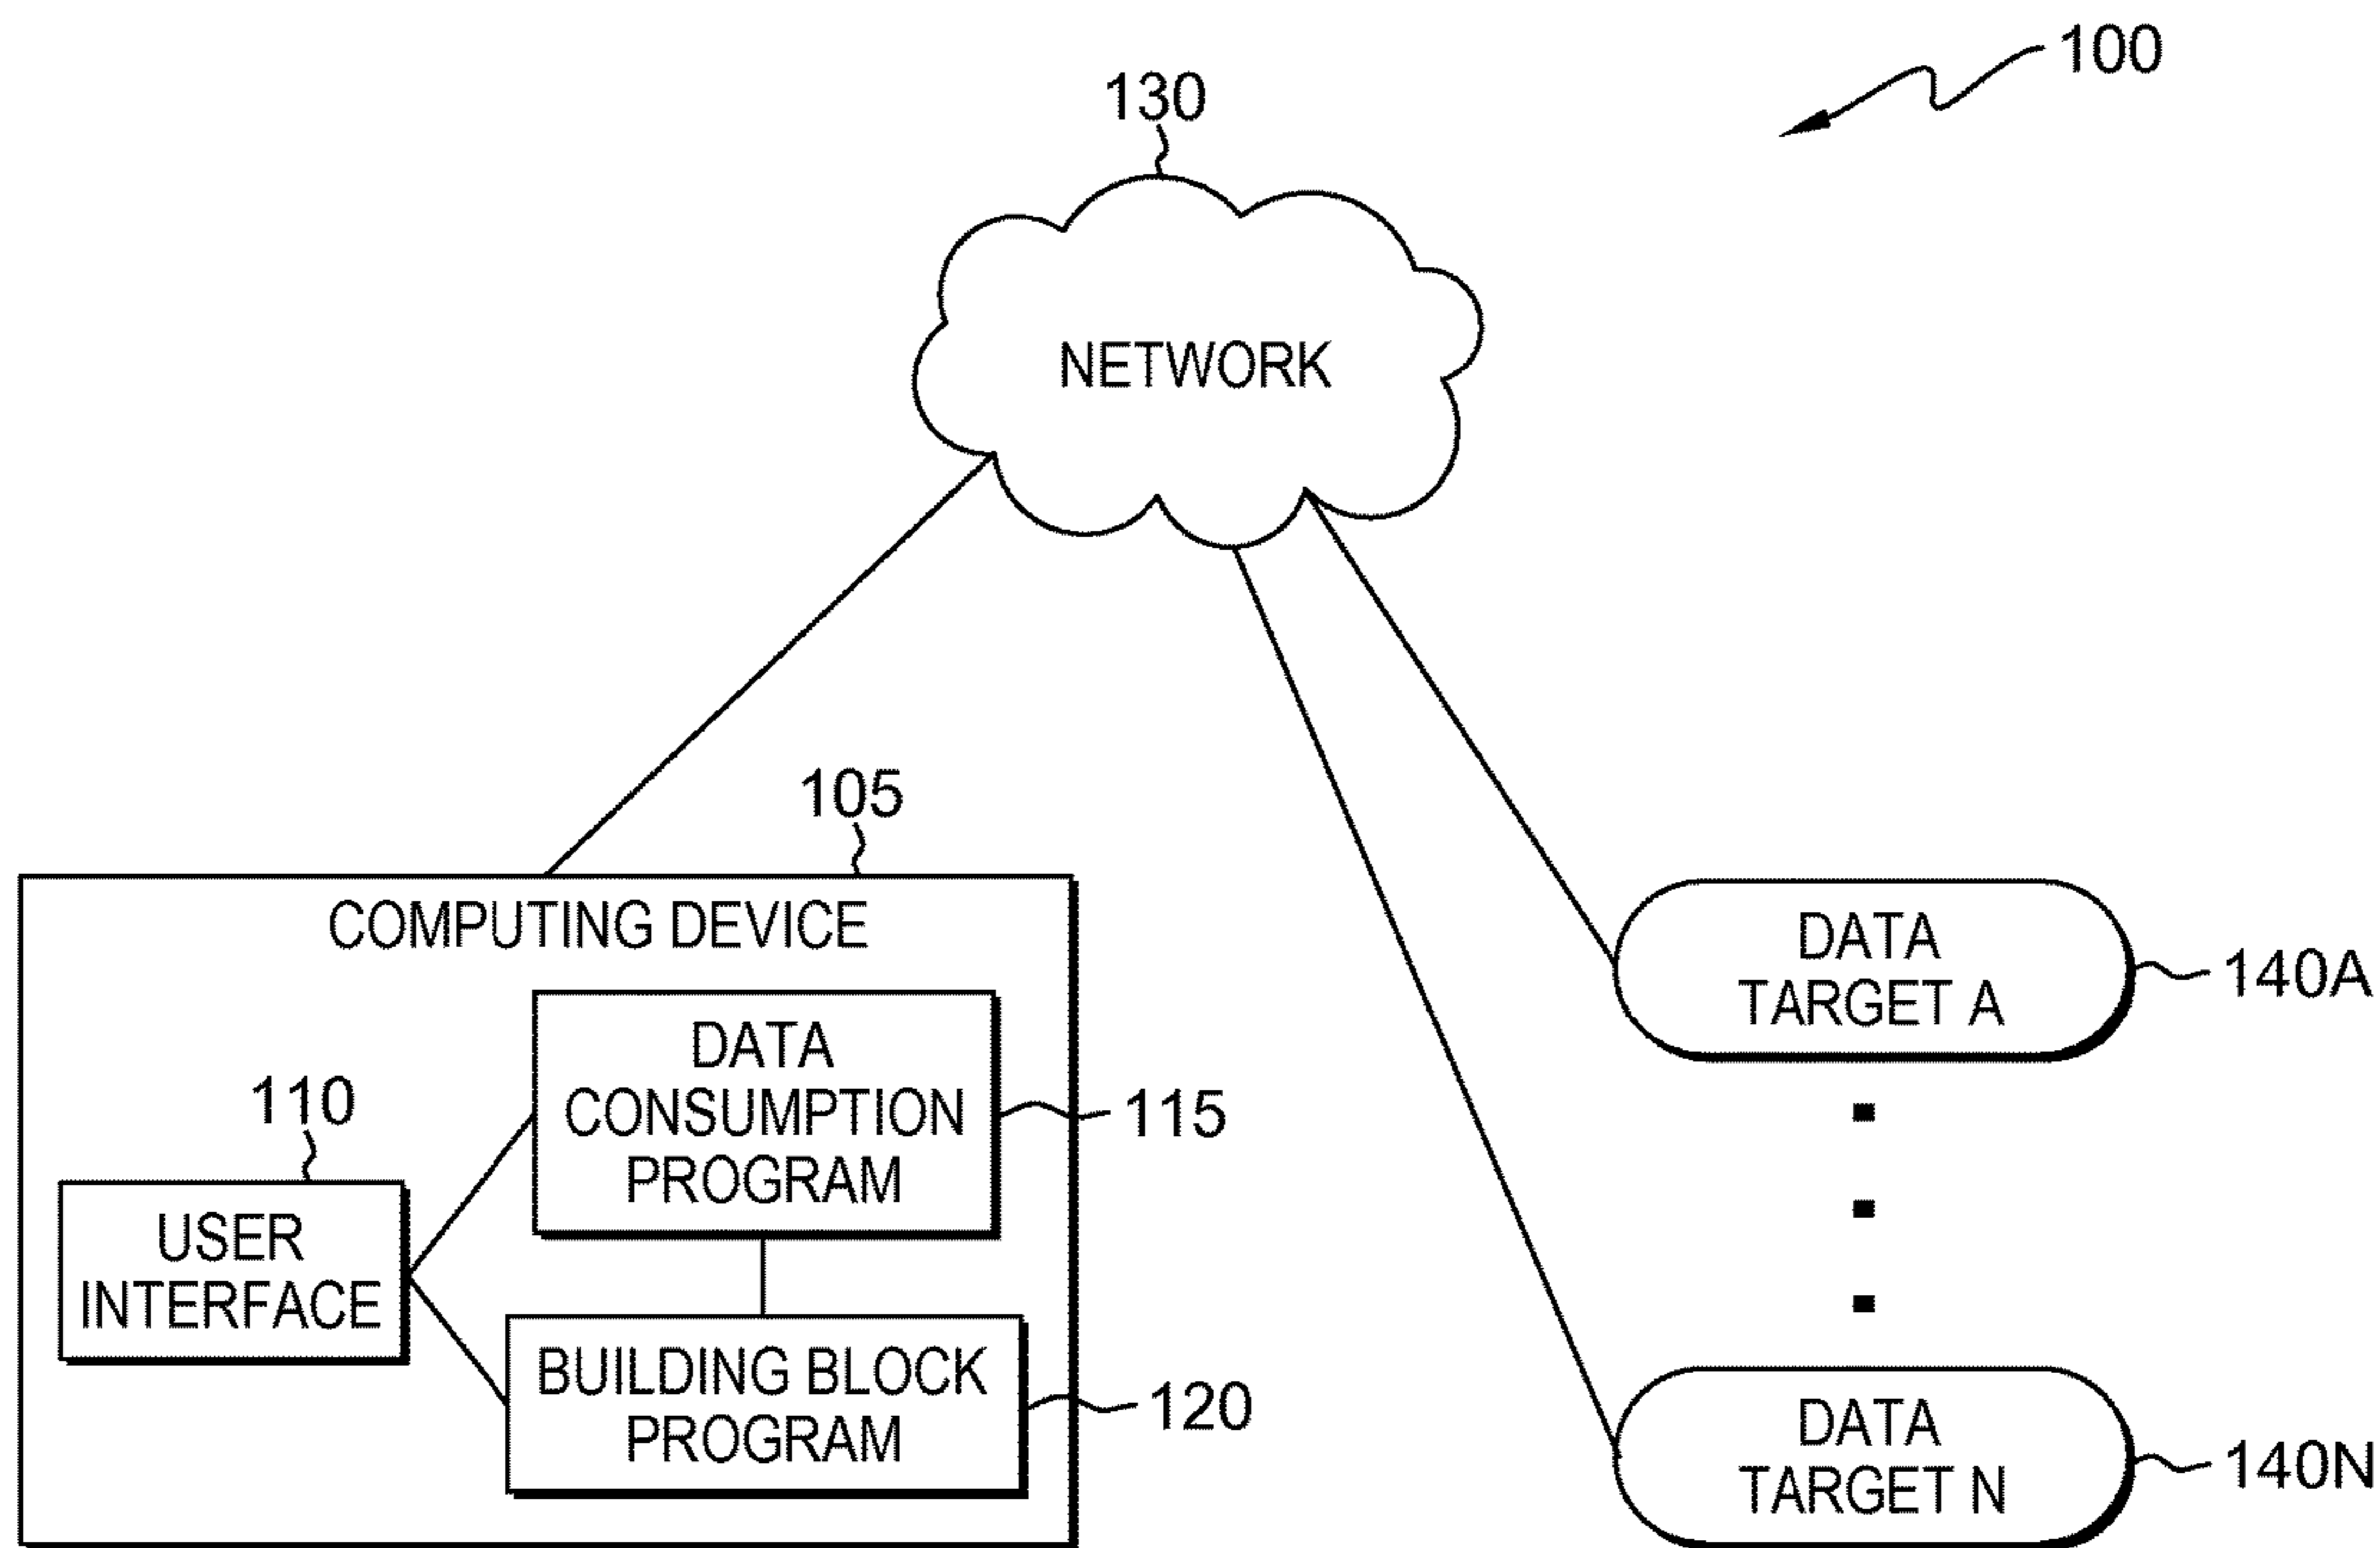 100
130
NETWORK
105
COMPUTING DEVICE
DATA
CONSUMPTION
PROGRAM
115
110
USER
INTERFACE
BUILDING BLOCK
PROGRAM
120
DATA
TARGET A
140A
DATA
TARGET N
140N